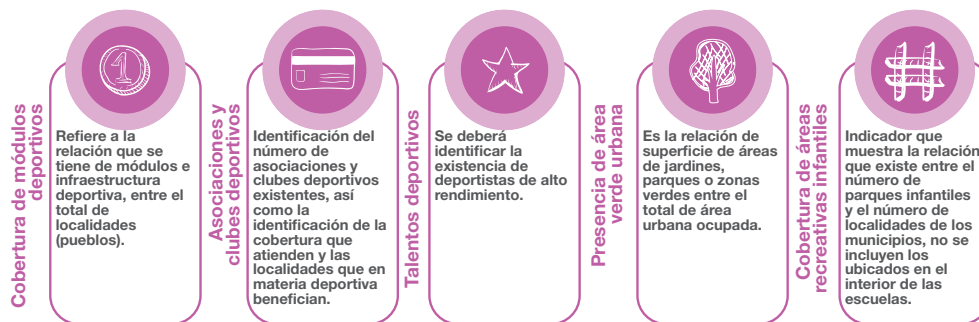 Cobertura de módulos
deportivos
1
Refiere a la
relación que se
tiene de módulos e
infraestructura
deportiva, entre el
total de
localidades
(pueblos).
Asociaciones y
clubes deportivos
Identificación del
número de
asociaciones y
clubes deportivos
existentes, así
como la
identificación de la
cobertura que
atienden y las
localidades que en
materia deportiva
benefician.
Talentos deportivos
Se deberá
identificar la
existencia de
deportistas de alto
rendimiento.
Presencia de área
verde urbana
Es la relación de
superficie de áreas
de jardines,
parques o zonas
verdes entre el
total de área
urbana ocupada.
Cobertura de áreas
recreativas infantiles
Indicador que
muestra la relación
que existe entre el
número de
parques infantiles
y el número de
localidades de los
municipios, no se
incluyen los
ubicados en el
interior de las
escuelas.